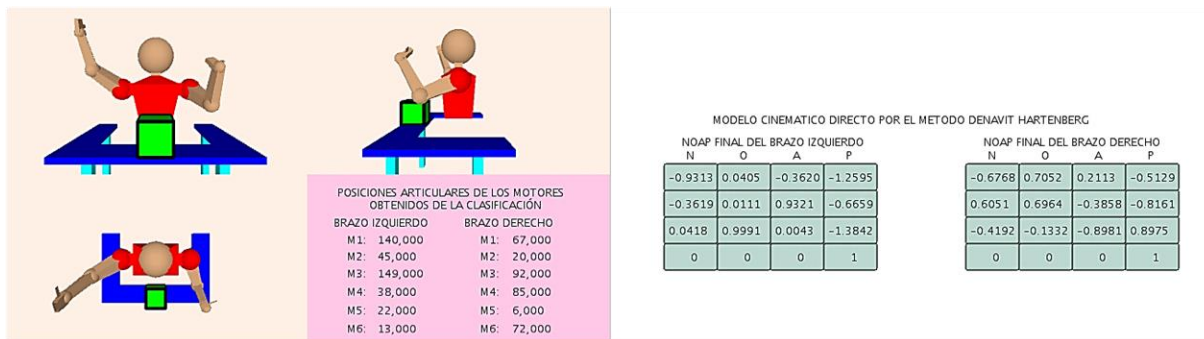 POSICIONES ARTICULARES DE LOS MOTORES
OBTENIDOS DE LA CLASIFICACIÓN
BRAZO IZQUIERDO BRAZO DERECHO
M1: 140,000 M1: 67,000
M2: 45,000 M2: 20,000
M3: 149,000 M3: 92,000
M4: 38,000 M4: 85,000
M5: 22,000 M5: 6,000
M6: 13,000 M6: 72,000
MODELO CINEMATICO DIRECTO POR EL METODO DENAVIT HARTENBERG
NOAP FINAL DEL BRAZO IZQUIERDO
N O A P
-0.9313 0.0405 -0.3620 -1.2595
-0.3619 0.0111 0.9321 -0.6659
0.0418 0.9991 0.0043 -1.3842
0 0 0 1
NOAP FINAL DEL BRAZO DERECHO
N O A P
-0.6768 0.7052 0.2113 -0.5129
0.6051 0.6964 -0.3858 -0.8161
-0.4192 -0.1332 -0.8981 0.8975
0 0 0 1